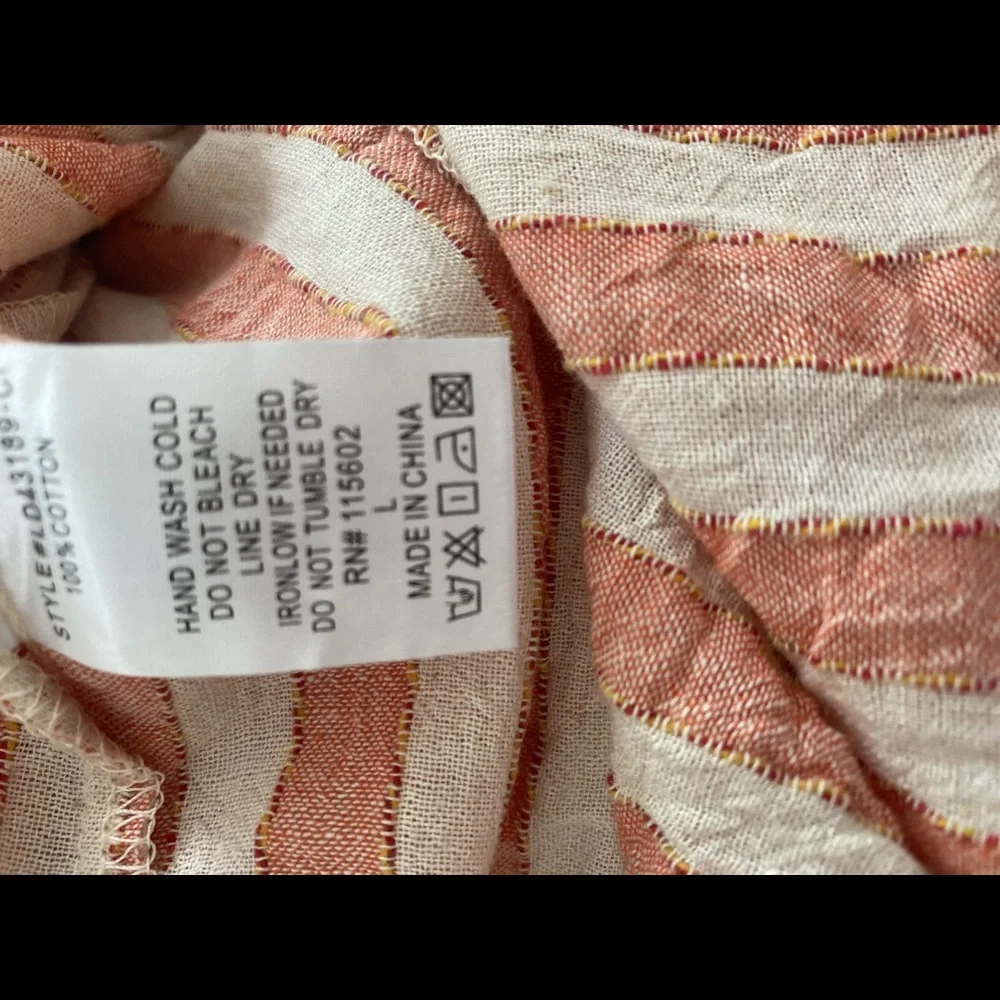 STYLE#LD43189-C
100%COTTON
HAND WASH COLD
DO NOT BLEACH
LINE DRY
IRONLOW IF NEEDED
DO NOT TUMBLE DRY
RN# 115602
L
MADE IN CHINA